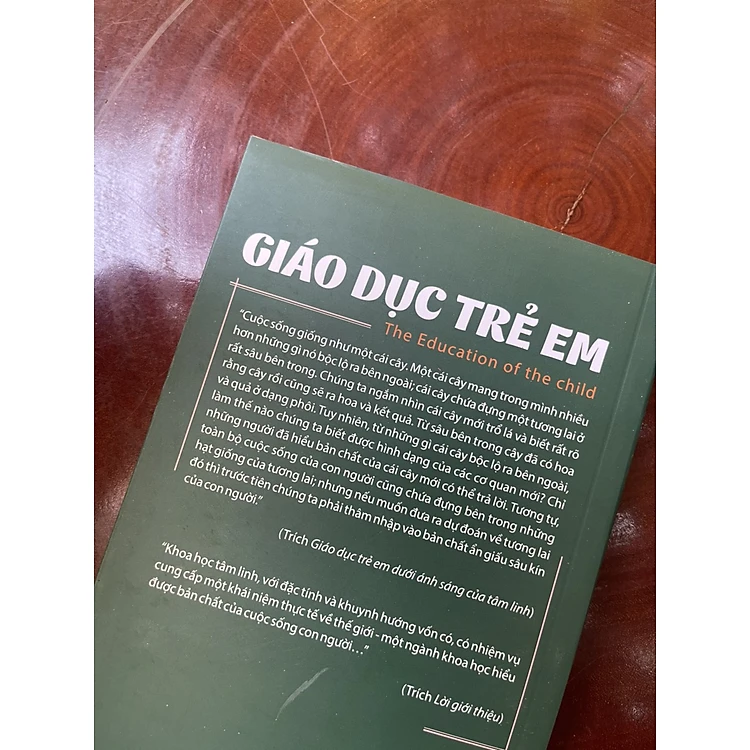 GIÁO DỤC TRẺ EM
The Education of the child
“Cuộc sống giống như một cái cây. Một cái cây mang trong mình nhiều
hơn những gì nó bộc lộ ra bên ngoài; cái cây chứa đựng một tương lai ở
rất sâu bên trong. Chúng ta ngắm nhìn cái cây mới trổ lá và biết rất rõ
rằng cây rồi cũng sẽ ra hoa và kết quả. Từ sâu bên trong cây đã có hoa
và quả ở dạng phôi. Tuy nhiên, từ những gì cái cây bộc lộ ra bên ngoài,
làm thế nào chúng ta biết được hình dạng của các cơ quan mới? Chỉ
những người đã hiểu bản chất của cái cây mới có thể trả lời. Tương tự,
toàn bộ cuộc sống của con người cũng chứa đựng bên trong những
hạt giống của tương lai; nhưng nếu muốn đưa ra dự đoán về tương lai
đó thì trước tiên chúng ta phải thâm nhập vào bản chất ẩn giấu sâu kín
của con người.”
(Trích Giáo dục trẻ em dưới ánh sáng của tâm linh)
“Khoa học tâm linh, với đặc tính và khuynh hướng vốn có, có nhiệm vụ
cung cấp một khái niệm thực tế về thế giới - một ngành khoa học hiểu
được bản chất của cuộc sống con người...”
(Trích Lời giới thiệu)